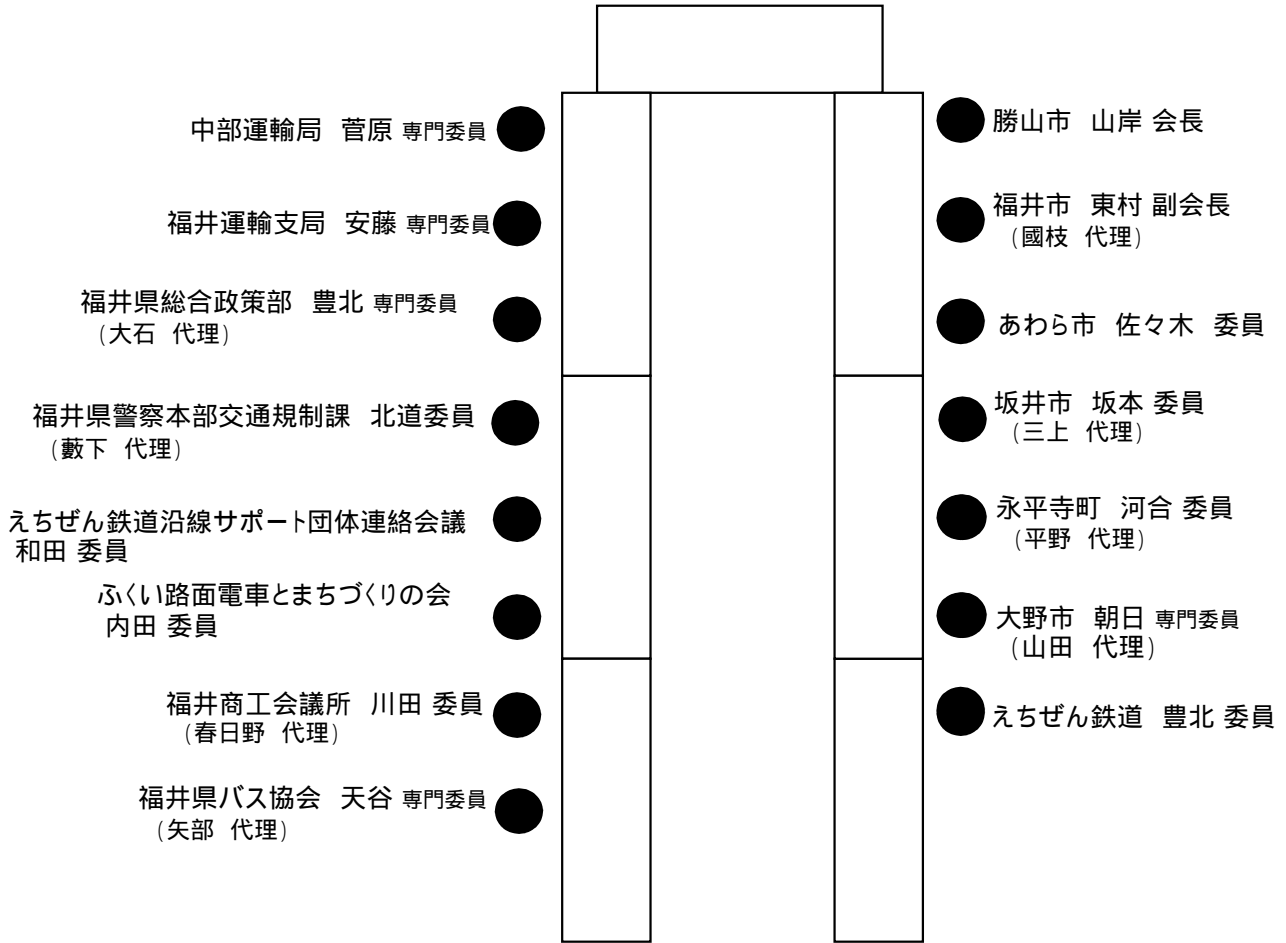 中部運輸局 菅原 専門委員
福井運輸支局 安藤 専門委員
福井県総合政策部 豊北 専門委員
(大石 代理)
福井県警察本部交通規制課 北道委員
(藪下 代理)
えちぜん鉄道沿線サポート団体連絡会議
和田 委員
ふくい路面電車とまちづくりの会
内田 委員
福井商工会議所 川田 委員
(春日野 代理)
福井県バス協会 天谷 専門委員
(矢部 代理)
勝山市 山岸 会長
福井市 東村 副会長
(國枝 代理)
あわら市 佐々木 委員
坂井市 坂本 委員
(三上 代理)
永平寺町 河合 委員
(平野 代理)
大野市 朝日 専門委員
(山田 代理)
えちぜん鉄道 豊北 委員